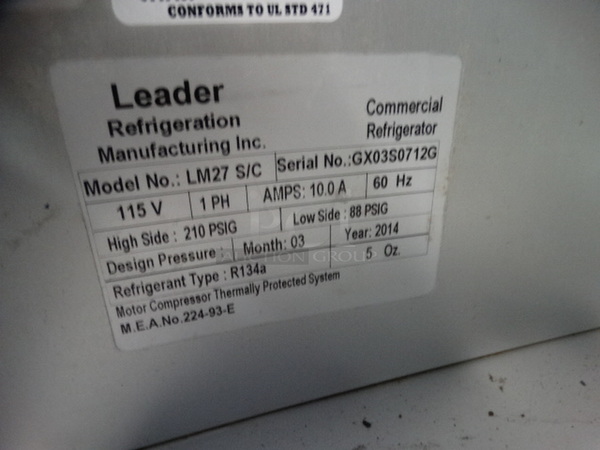 CONFORMS TO UL STD 471
Leader
Refrigeration
Manufacturing Inc.
Commercial
Refrigerator
Model No.: LM27 S/C Serial No.:GX03S0712G
115 V 1 PH AMPS: 10.0 A 60 Hz
High Side : 210 PSIG Low Side : 88 PSIG
Design Pressure : Month: 03 Year: 2014
Refrigerant Type : R134a 5 Oz.
Motor Compressor Thermally Protected System
M.E.A.No.224-93-E
AUCTION GROUP